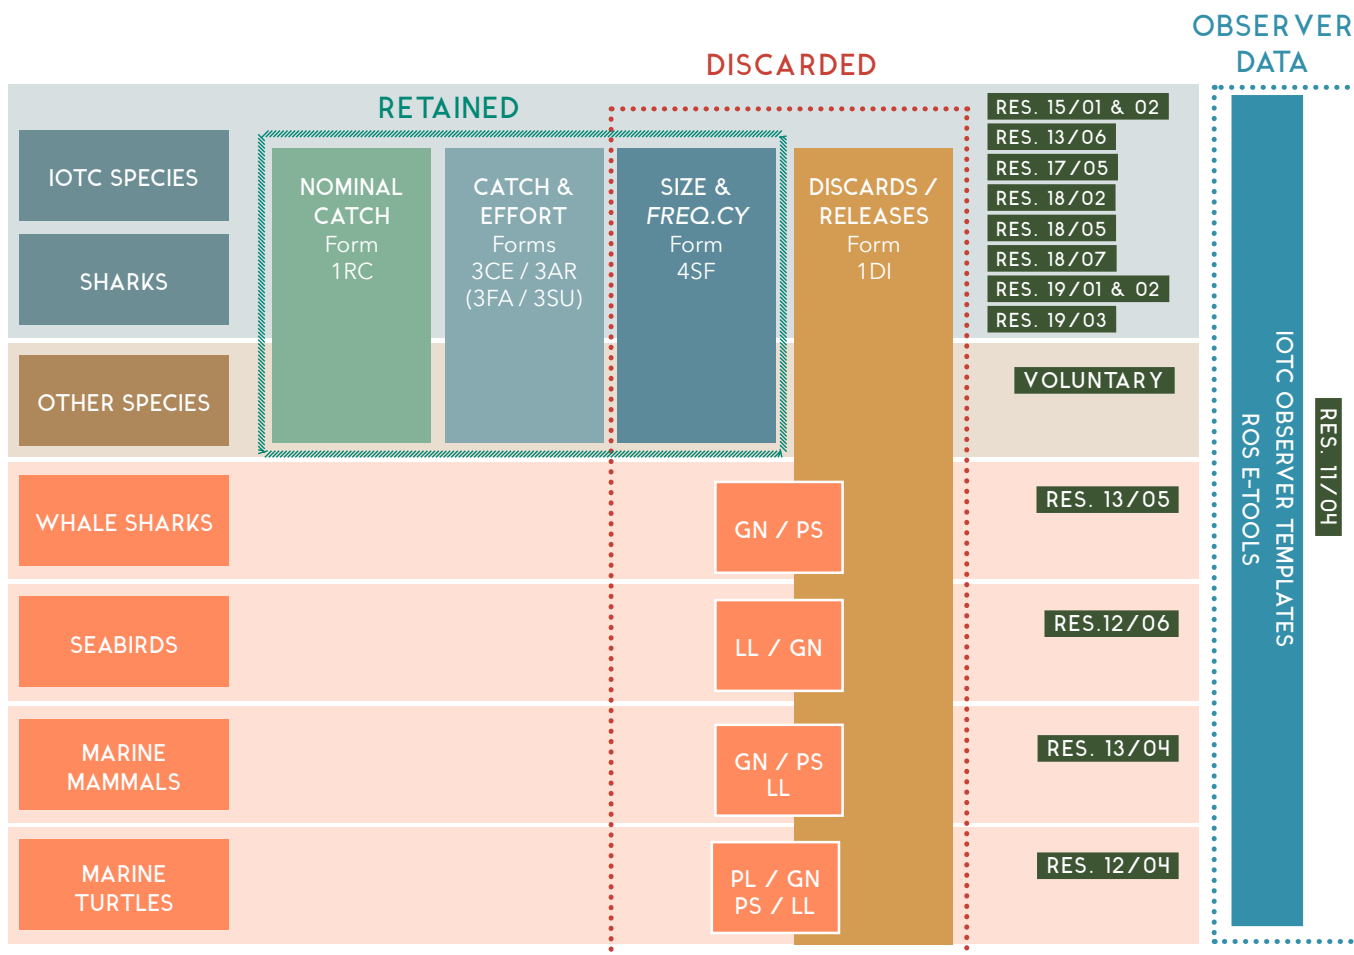 OBSERVER
DATA
DISCARDED
RETAINED
IOTC SPECIES
SHARKS
OTHER SPECIES
WHALE SHARKS
SEABIRDS
MARINE
MAMMALS
MARINE
TURTLES
NOMINAL
CATCH
Form
1RC
CATCH &
EFFORT
Forms
3CE / 3AR
(3FA / 3SU)
SIZE &
FREQ.CY
Form
4SF
DISCARDS /
RELEASES
Form
1DI
GN / PS
LL / GN
GN / PS
LL
PL / GN
PS / LL
RES. 15/01 & 02
RES. 13/06
RES. 17/05
RES. 18/02
RES. 18/05
RES. 18/07
RES. 19/01 & 02
RES. 19/03
VOLUNTARY
RES. 13/05
RES.12/06
RES. 13/04
RES. 12/04
IOTC OBSERVER TEMPLATES
ROS E-TOOLS
RES. 11/04